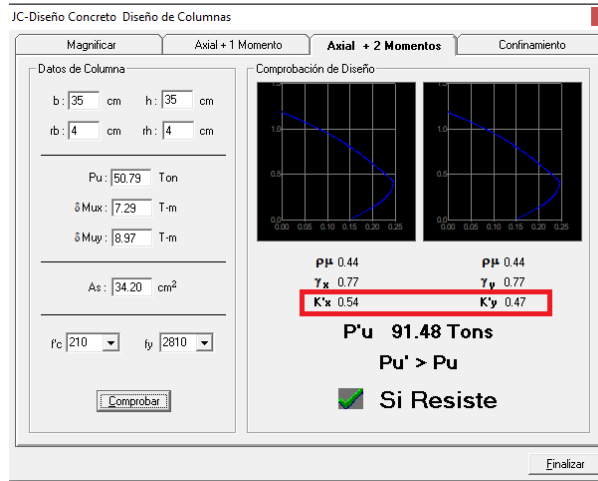 JC-Diseño Concreto Diseño de Columnas
Magnificar Axial + 1 Momento Axial + 2 Momentos Confinamiento
Datos de Columna
b : 35 cm h : 35 cm
rb : 4 cm rh : 4 cm
Pu : 50.79 Ton
δMux : 7.29 T-m
δMuy : 8.97 T-m
As : 34.20 cm²
f'c 210 fy 2810
Comprobar
Comprobación de Diseño
1.0
0.5
0.0
0.00 0.05 0.10 0.15 0.20 0.25
1.0
0.5
0.0
0.00 0.05 0.10 0.15 0.20 0.25
ρμ 0.44 ρμ 0.44
γx 0.77 γy 0.77
K'x 0.54 K'y 0.47
P'u 91.48 Tons
Pu' > Pu
Si Resiste
Finalizar